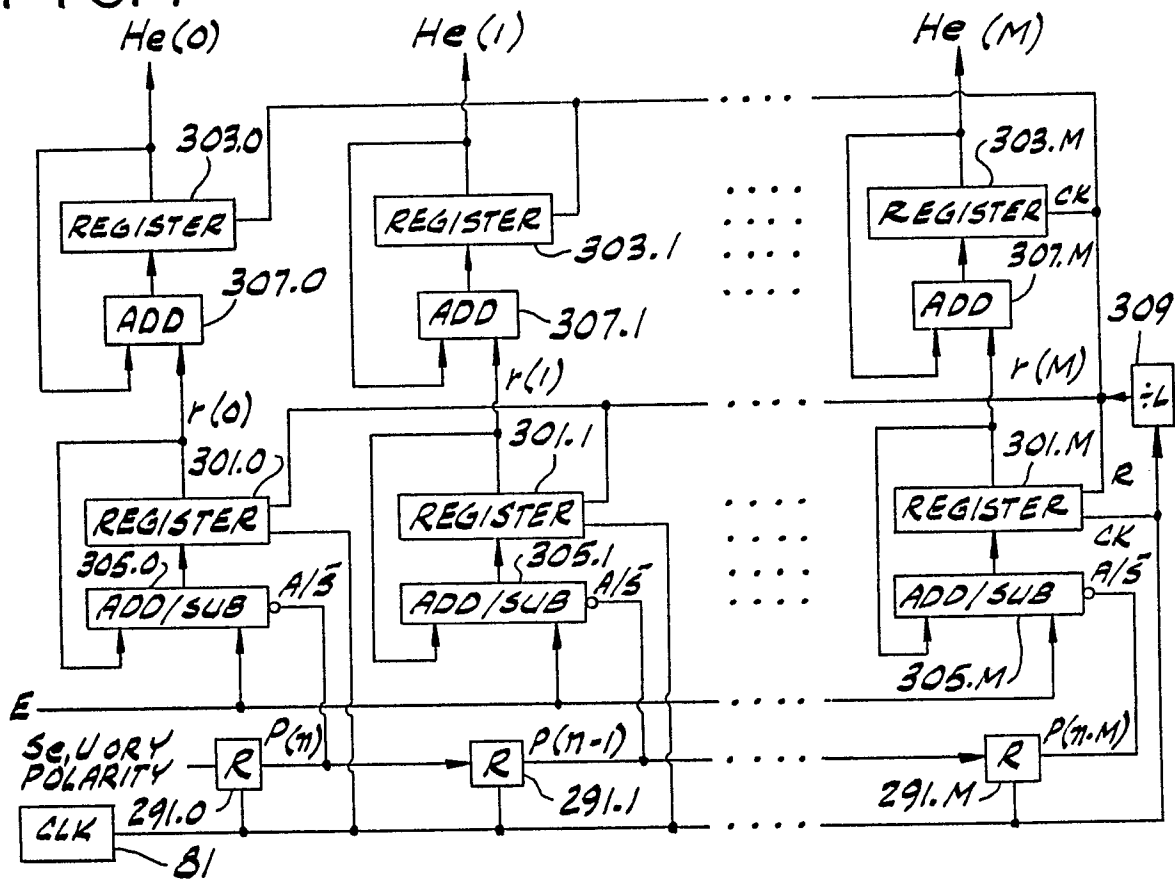 He(0) He(1) He(M)
303.0 303.M
REGISTER REGISTER REGISTER CK
303.1
307.0 307.M
ADD ADD ADD 309
307.1
r(0) r(1) r(M) ÷L
301.0 301.1 301.M
REGISTER REGISTER REGISTER R
CK
305.0 A/S̄ 305.1 A/S̄ A/S̄
ADD/SUB ADD/SUB ADD/SUB
305.M
E
Se, U OR Y P(n) P(n-1) P(n-M)
POLARITY R R R
291.0 291.1 291.M
CLK
81